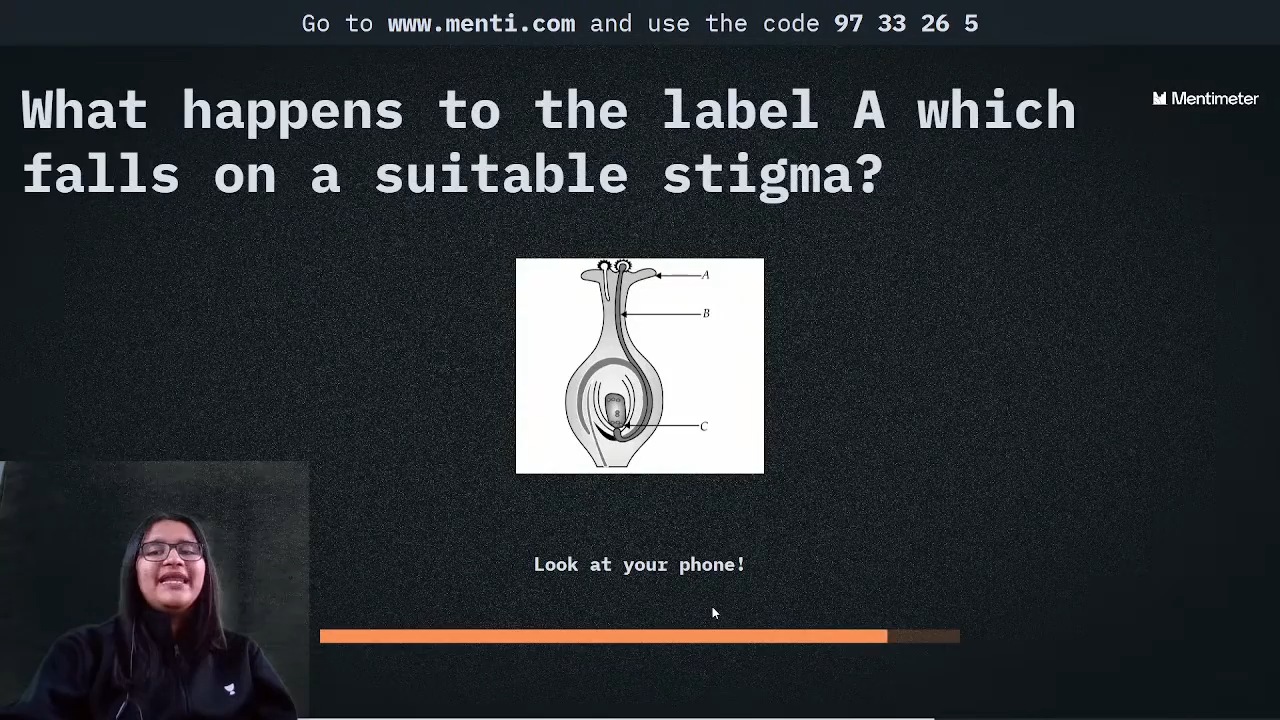 Go to www.menti.com and use the code 97 33 26 5
What happens to the label A which
falls on a suitable stigma?
Mentimeter
A
B
C
Look at your phone!